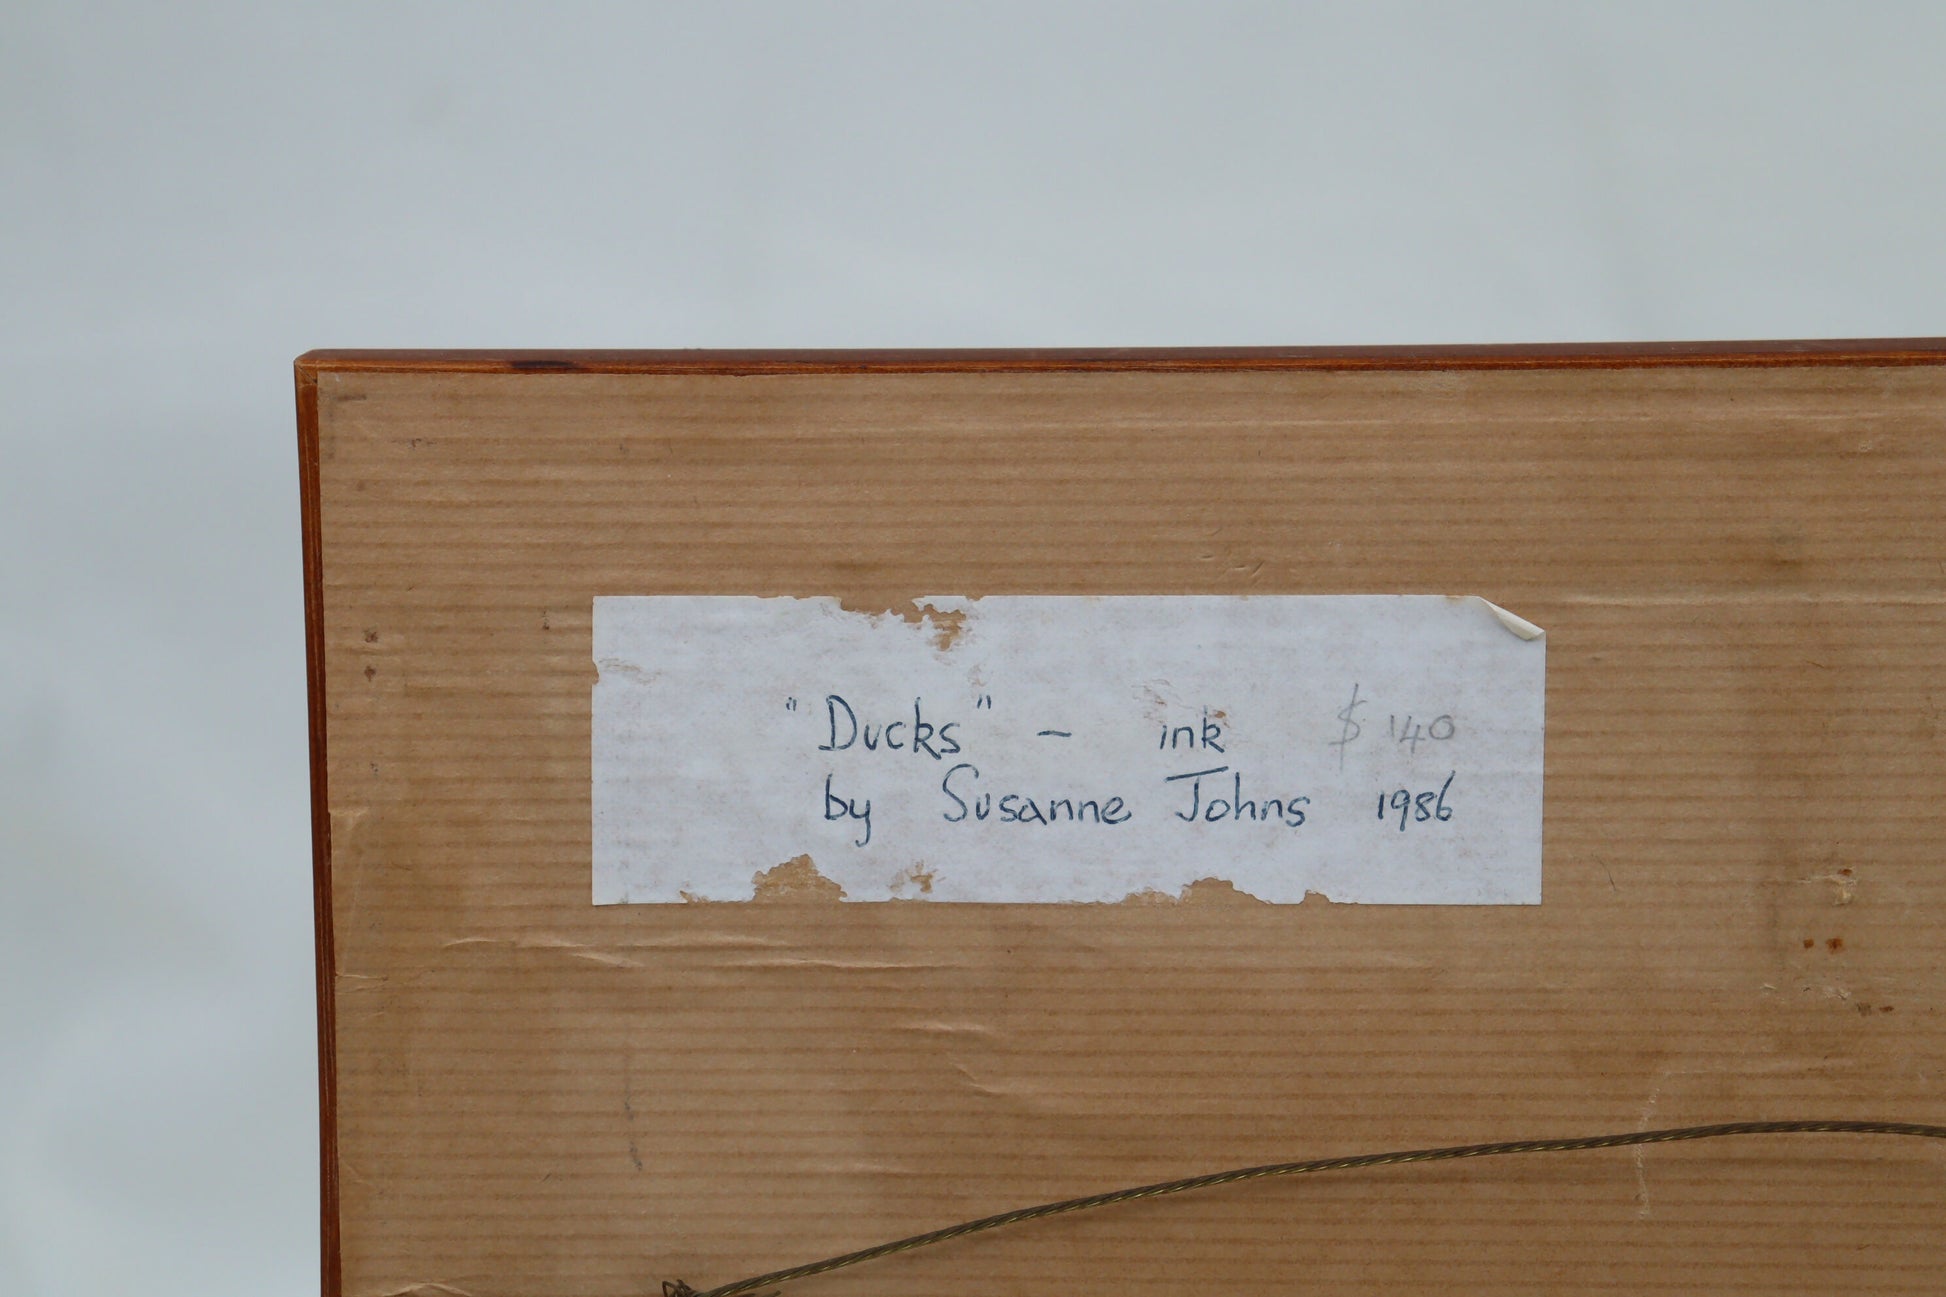 "Ducks" – ink $140
by Susanne Johns 1986